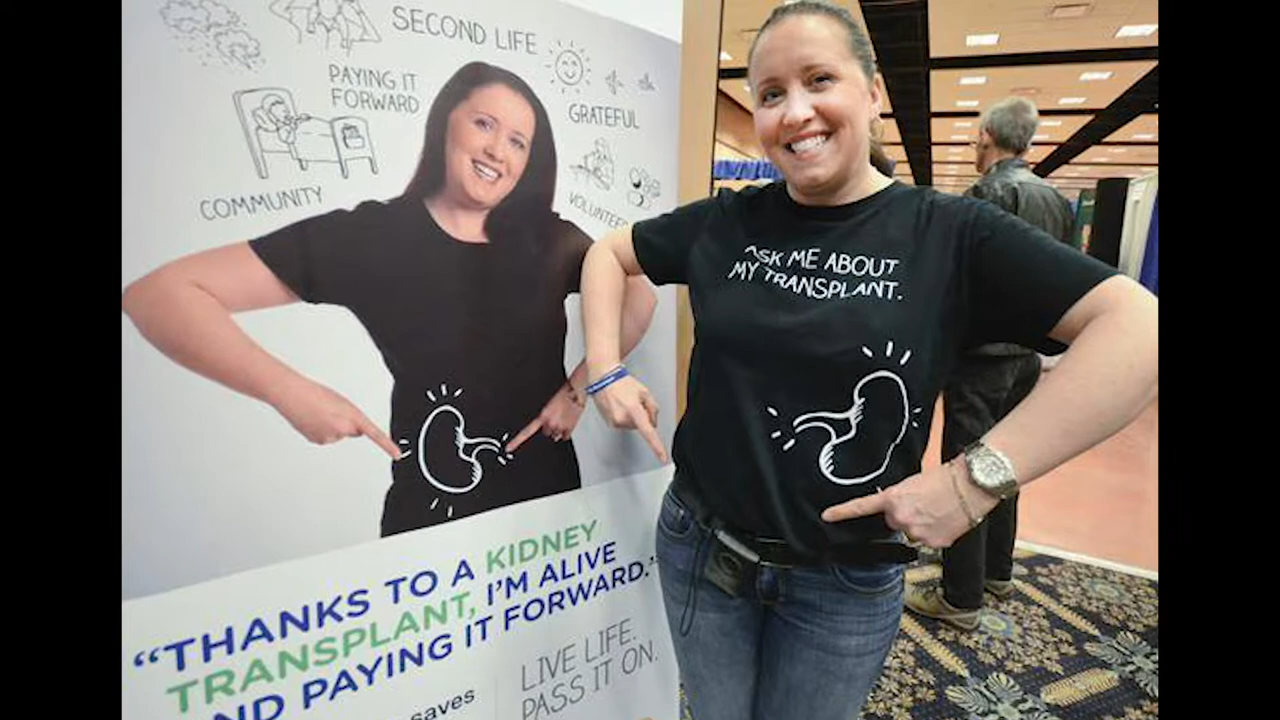 SECOND LIFE
PAYING IT
FORWARD
GRATEFUL
COMMUNITY
ASK ME ABOUT
MY TRANSPLANT.
"THANKS TO A KIDNEY
TRANSPLANT, I'M ALIVE
AND PAYING IT FORWARD."
saves
LIVE LIFE.
PASS IT ON.